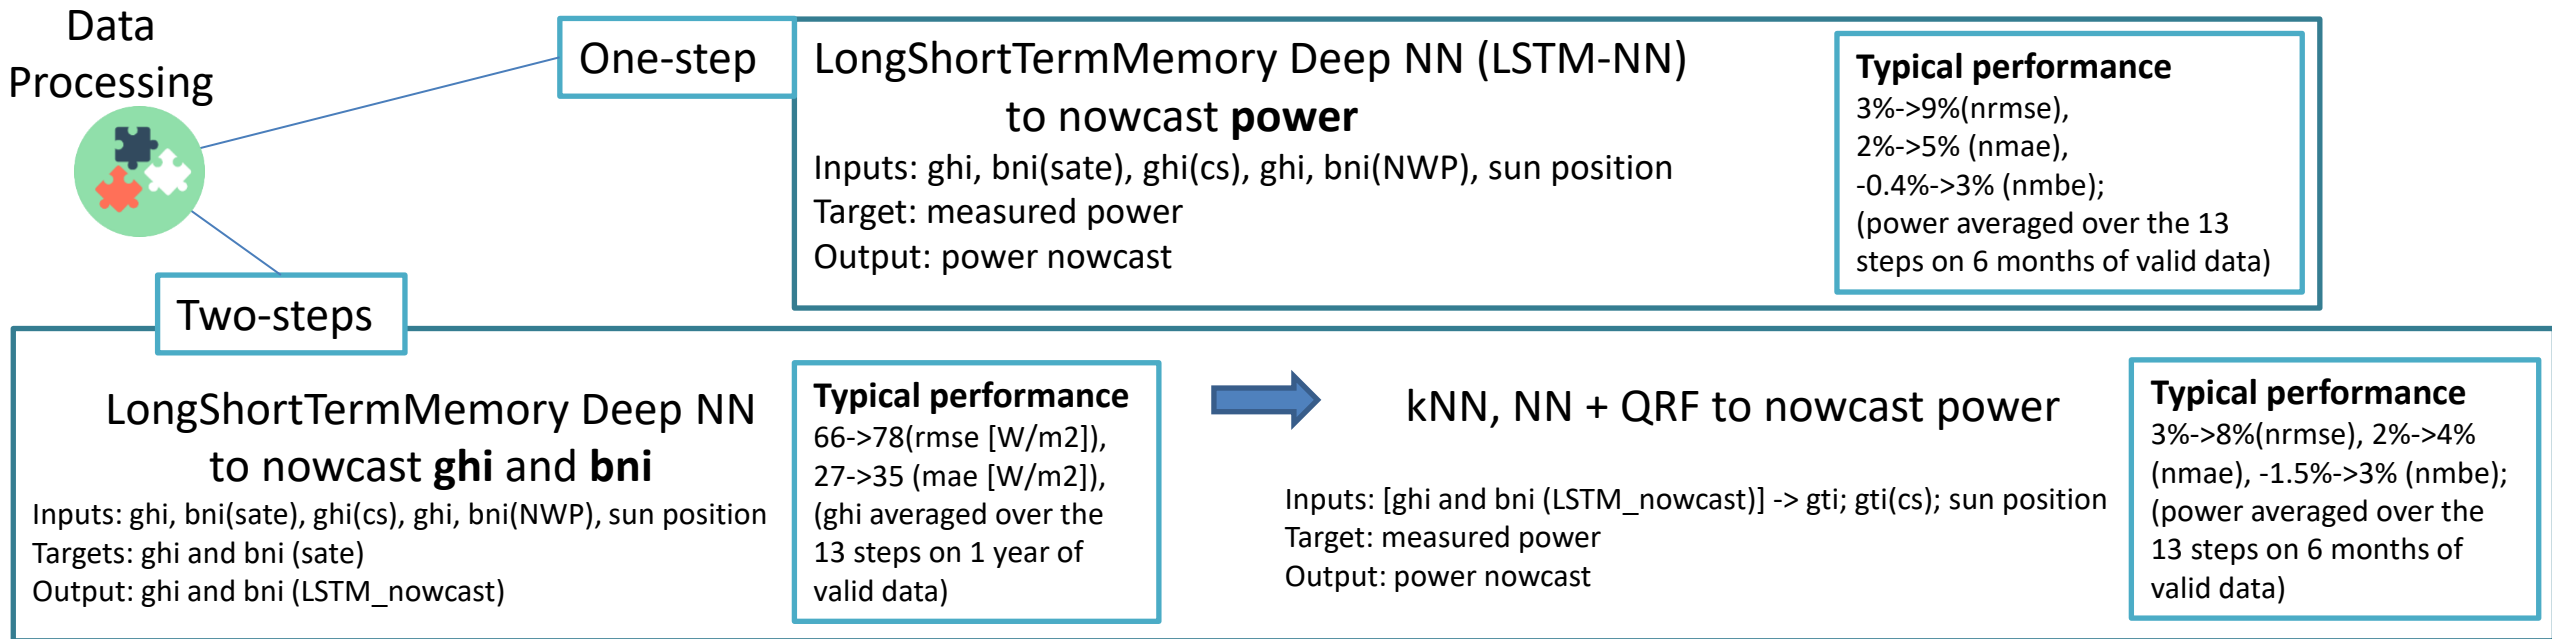 Data
Processing
One-step
LongShortTermMemory Deep NN (LSTM-NN)
to nowcast power
Inputs: ghi, bni(sate), ghi(cs), ghi, bni(NWP), sun position
Target: measured power
Output: power nowcast
Typical performance
3%->9%(nrmse),
2%->5% (nmae),
-0.4%->3% (nmbe);
(power averaged over the 13
steps on 6 months of valid data)
Two-steps
LongShortTermMemory Deep NN
to nowcast ghi and bni
Inputs: ghi, bni(sate), ghi(cs), ghi, bni(NWP), sun position
Targets: ghi and bni (sate)
Output: ghi and bni (LSTM_nowcast)
Typical performance
66->78(rmse [W/m2]),
27->35 (mae [W/m2]),
(ghi averaged over the
13 steps on 1 year of
valid data)
kNN, NN + QRF to nowcast power
Inputs: [ghi and bni (LSTM_nowcast)] -> gti; gti(cs); sun position
Target: measured power
Output: power nowcast
Typical performance
3%->8%(nrmse), 2%->4%
(nmae), -1.5%->3% (nmbe);
(power averaged over the
13 steps on 6 months of
valid data)